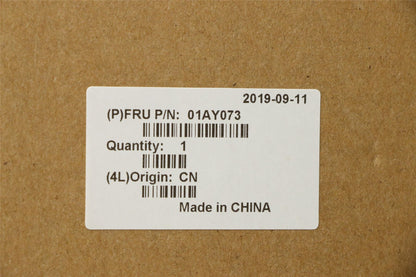 2019-09-11
(P)FRU P/N: 01AY073
Quantity: 1
(4L)Origin: CN
Made in CHINA